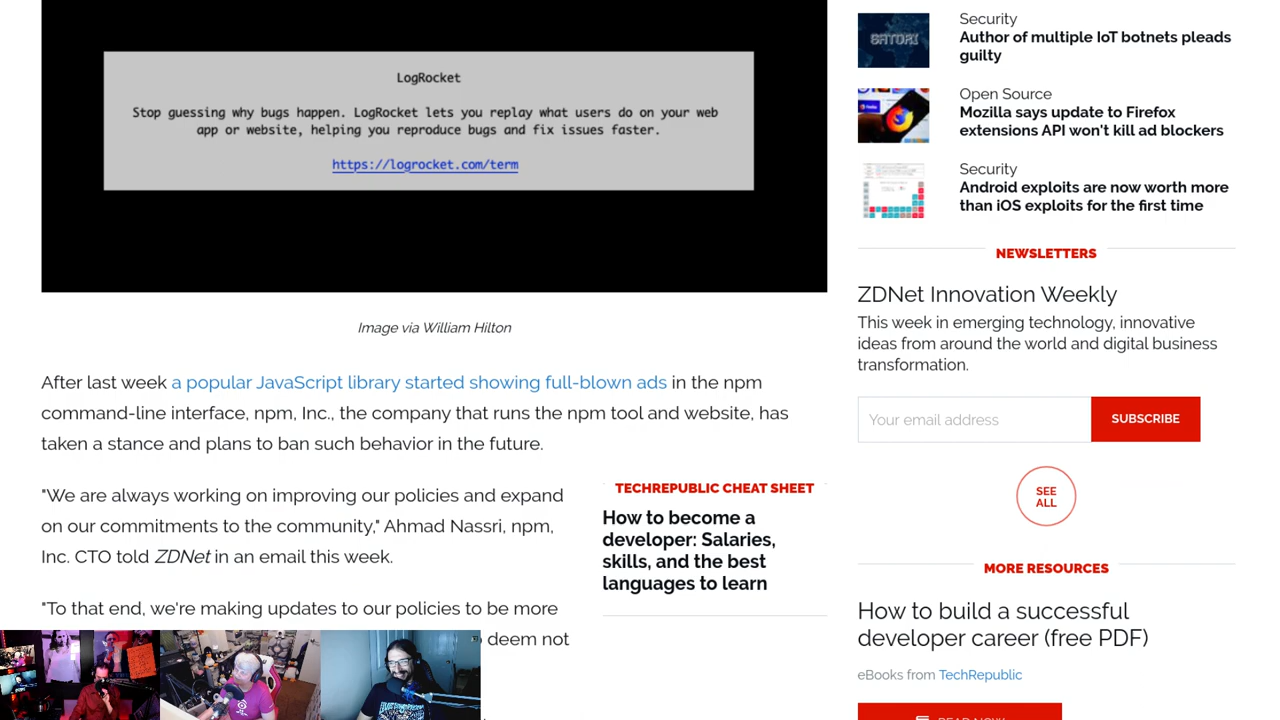 LogRocket
Stop guessing why bugs happen. LogRocket lets you replay what users do on your web
app or website, helping you reproduce bugs and fix issues faster.
https://logrocket.com/term
Image via William Hilton
After last week a popular JavaScript library started showing full-blown ads in the npm
command-line interface, npm, Inc., the company that runs the npm tool and website, has
taken a stance and plans to ban such behavior in the future.
"We are always working on improving our policies and expand
on our commitments to the community," Ahmad Nassri, npm,
Inc. CTO told ZDNet in an email this week.
"To that end, we're making updates to our policies to be more
deem not
TECHREPUBLIC CHEAT SHEET
How to become a
developer: Salaries,
skills, and the best
languages to learn
SATORI
Security
Author of multiple IoT botnets pleads
guilty
Open Source
Mozilla says update to Firefox
extensions API won't kill ad blockers
Security
Android exploits are now worth more
than iOS exploits for the first time
NEWSLETTERS
ZDNet Innovation Weekly
This week in emerging technology, innovative
ideas from around the world and digital business
transformation.
Your email address
SUBSCRIBE
SEE
ALL
MORE RESOURCES
How to build a successful
developer career (free PDF)
eBooks from TechRepublic
READ NOW